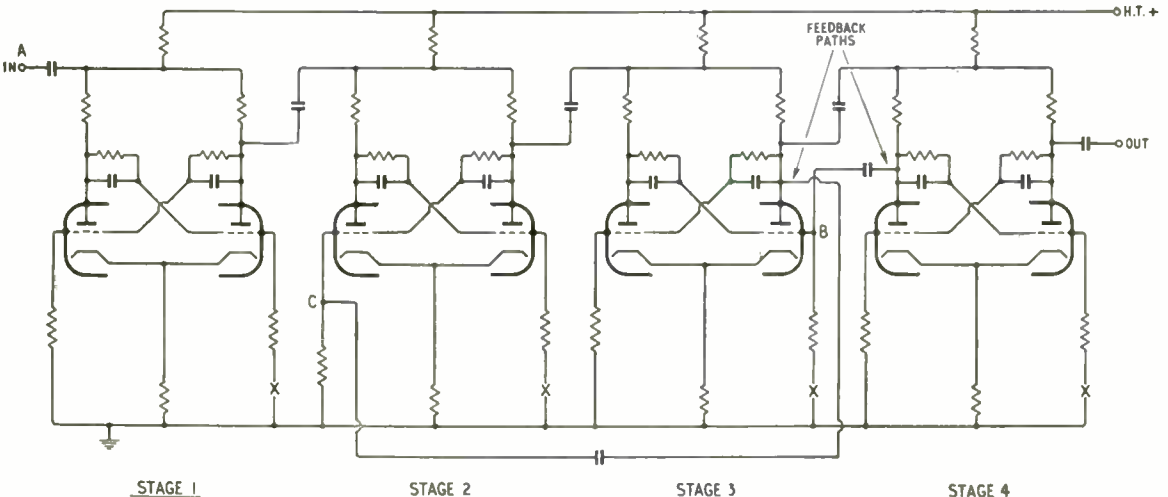 H.T. +
FEEDBACK
PATHS
A
IN
OUT
B
C
X
X
X
X
STAGE 1
STAGE 2
STAGE 3
STAGE 4